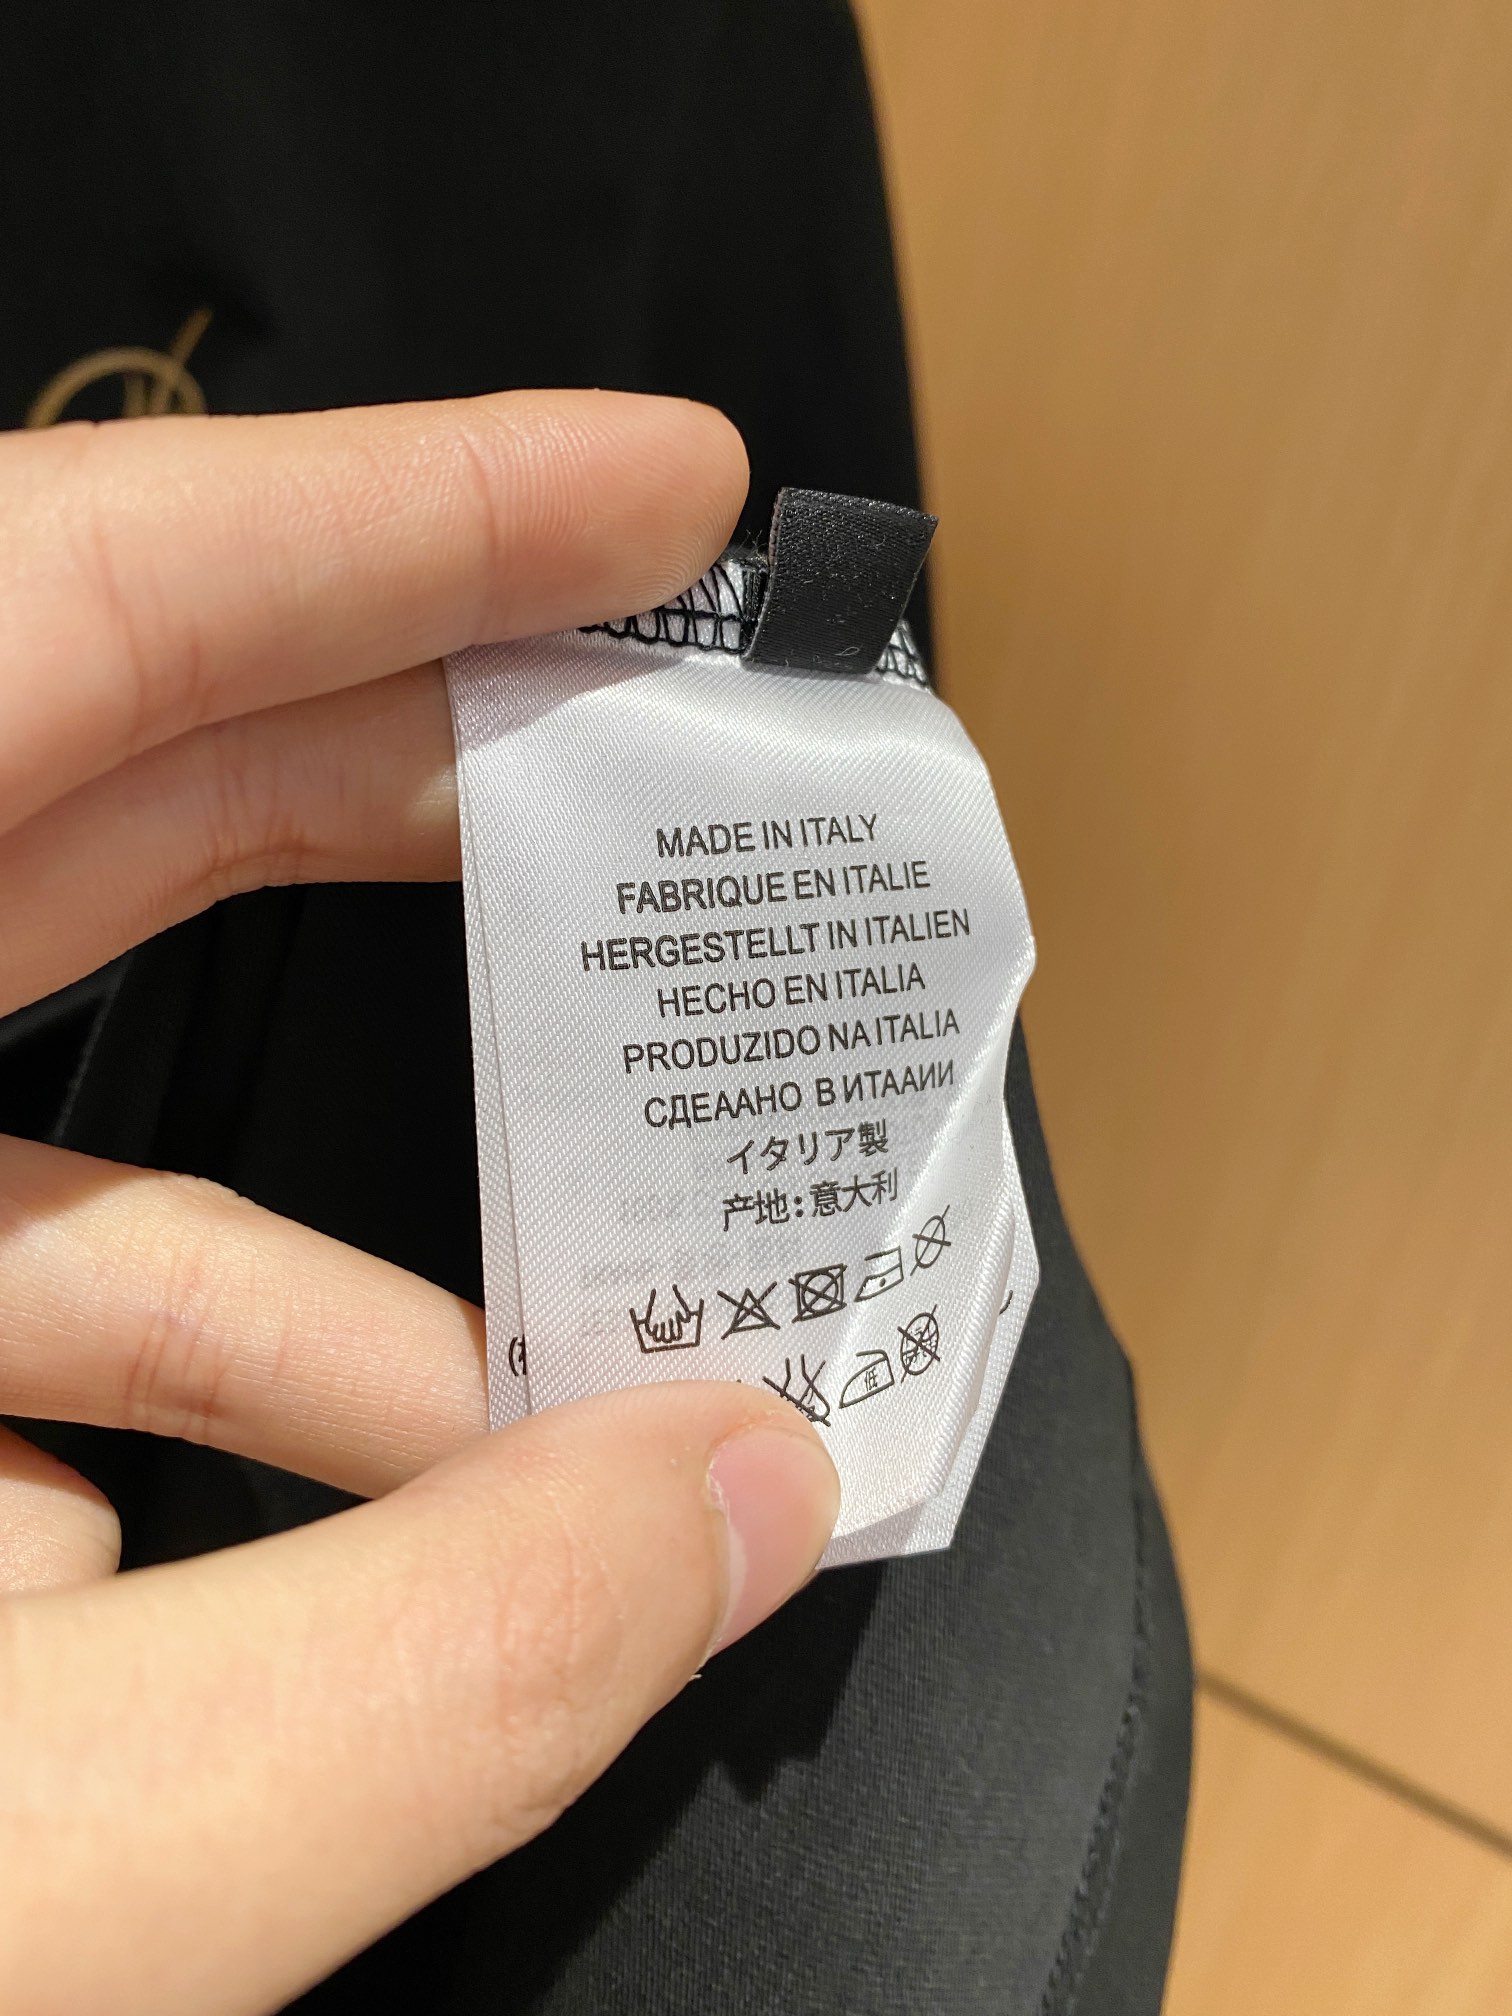 MADE IN ITALY
FABRIQUE EN ITALIE
HERGESTELLT IN ITALIEN
HECHO EN ITALIA
PRODUZIDO NA ITALIA
СДЕААНО В ИТААИИ
イタリア製
产地:意大利
低